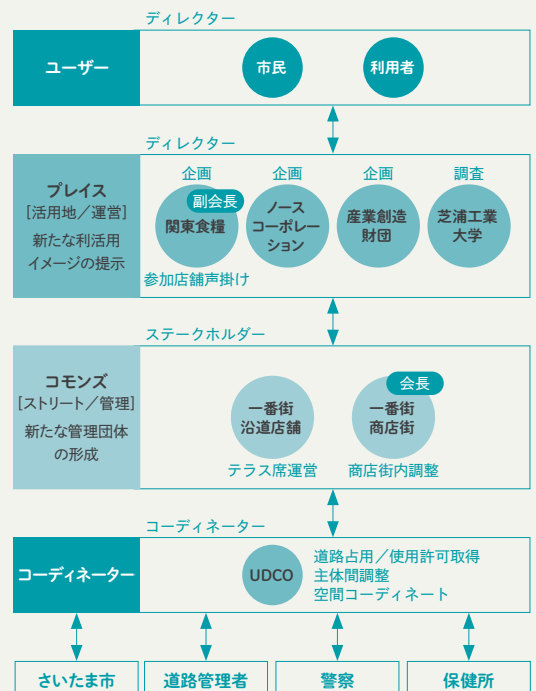 ディレクター
ユーザー
市民
利用者
ディレクター
プレイス
[活用地／運営]
新たな利活用
イメージの提示
企画
副会長
関東食糧
参加店舗声掛け
企画
ノース
コーポレー
ション
企画
産業創造
財団
調査
芝浦工業
大学
ステークホルダー
コモンズ
[ストリート／管理]
新たな管理団体
の形成
一番街
沿道店舗
テラス席運営
会長
一番街
商店街
商店街内調整
コーディネーター
コーディネーター
UDCO
道路占用／使用許可取得
主体間調整
空間コーディネート
さいたま市
道路管理者
警察
保健所